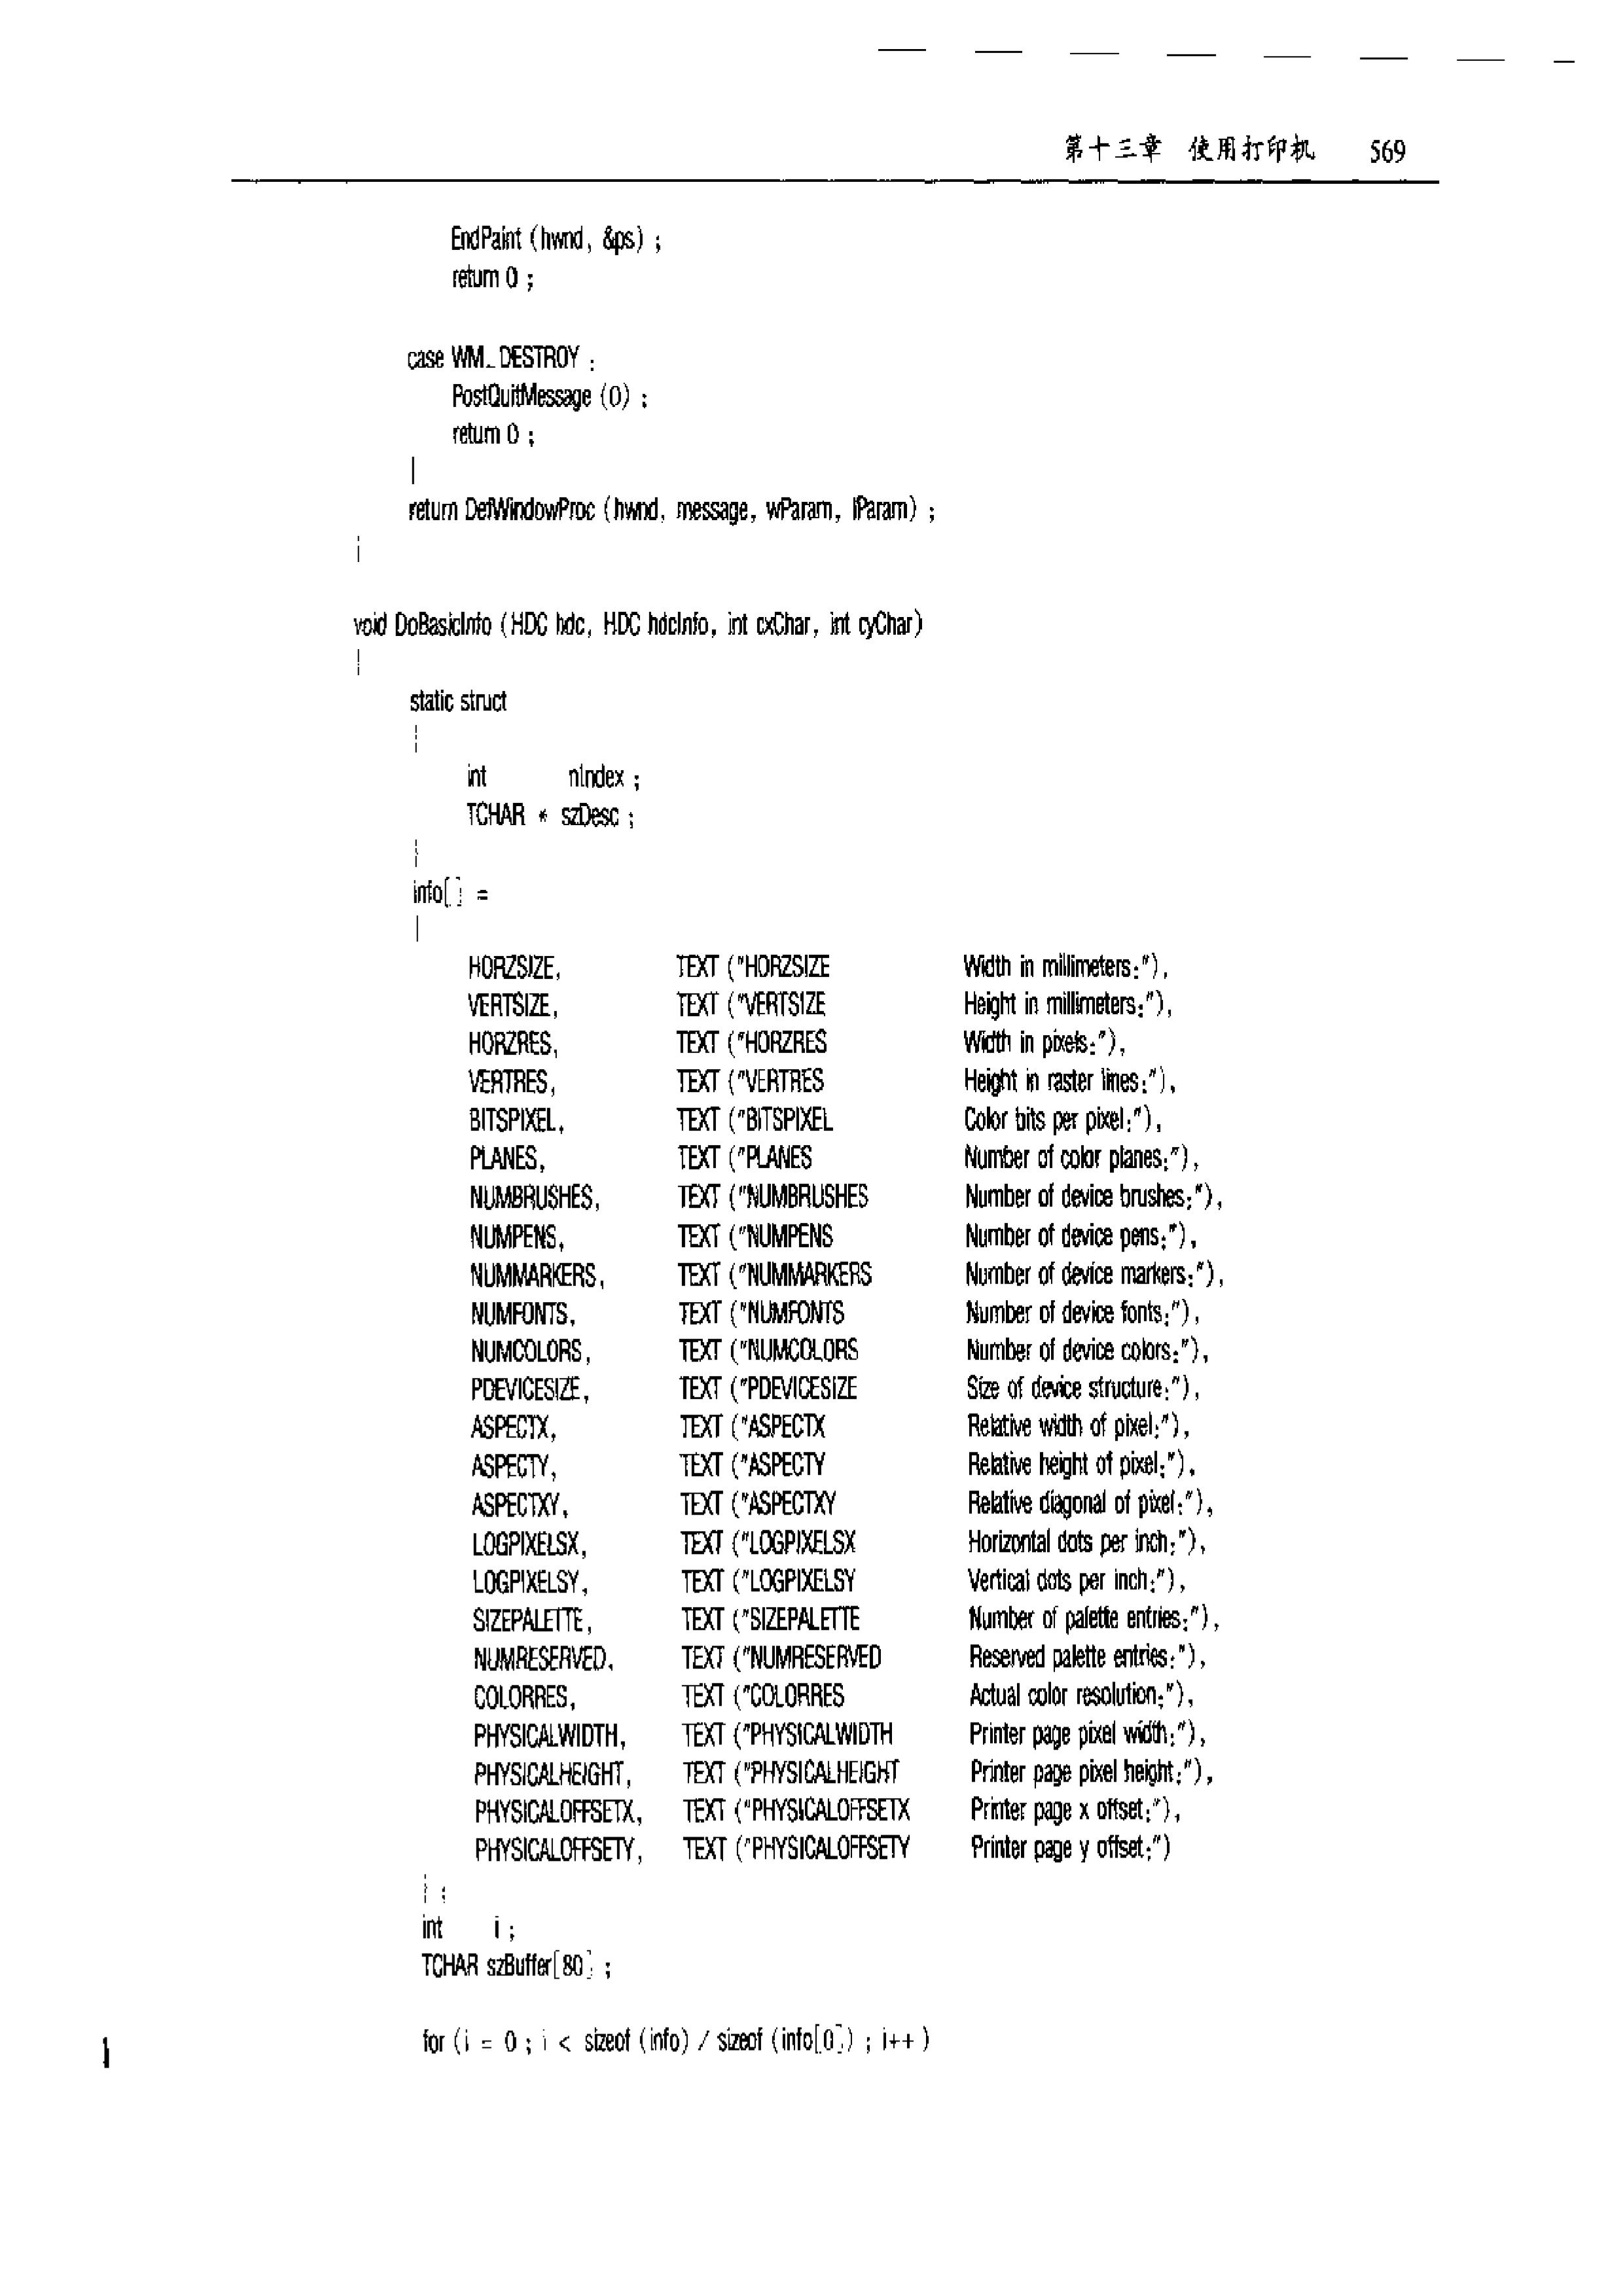 第十三章 使用打印机 569
EndPaint (hwnd, &ps) ;
return 0 ;
case WM_DESTROY :
PostQuitMessage (0) ;
return 0 ;
}
return DefWindowProc (hwnd, message, wParam, lParam) ;
}
void DoBasicInfo (HDC hdc, HDC hdcInfo, int cxChar, int cyChar)
{
static struct
{
int nIndex ;
TCHAR * szDesc ;
}
info[] =
{
HORZSIZE, TEXT ("HORZSIZE Width in millimeters:"),
VERTSIZE, TEXT ("VERTSIZE Height in millimeters:"),
HORZRES, TEXT ("HORZRES Width in pixels:"),
VERTRES, TEXT ("VERTRES Height in raster lines:"),
BITSPIXEL, TEXT ("BITSPIXEL Color bits per pixel:"),
PLANES, TEXT ("PLANES Number of color planes:"),
NUMBRUSHES, TEXT ("NUMBRUSHES Number of device brushes:"),
NUMPENS, TEXT ("NUMPENS Number of device pens:"),
NUMMARKERS, TEXT ("NUMMARKERS Number of device markers:"),
NUMFONTS, TEXT ("NUMFONTS Number of device fonts:"),
NUMCOLORS, TEXT ("NUMCOLORS Number of device colors:"),
PDEVICESIZE, TEXT ("PDEVICESIZE Size of device structure:"),
ASPECTX, TEXT ("ASPECTX Relative width of pixel:"),
ASPECTY, TEXT ("ASPECTY Relative height of pixel:"),
ASPECTXY, TEXT ("ASPECTXY Relative diagonal of pixel:"),
LOGPIXELSX, TEXT ("LOGPIXELSX Horizontal dots per inch:"),
LOGPIXELSY, TEXT ("LOGPIXELSY Vertical dots per inch:"),
SIZEPALETTE, TEXT ("SIZEPALETTE Number of palette entries:"),
NUMRESERVED, TEXT ("NUMRESERVED Reserved palette entries:"),
COLORRES, TEXT ("COLORRES Actual color resolution:"),
PHYSICALWIDTH, TEXT ("PHYSICALWIDTH Printer page pixel width:"),
PHYSICALHEIGHT, TEXT ("PHYSICALHEIGHT Printer page pixel height:"),
PHYSICALOFFSETX, TEXT ("PHYSICALOFFSETX Printer page x offset:"),
PHYSICALOFFSETY, TEXT ("PHYSICALOFFSETY Printer page y offset:")
} ;
int i ;
TCHAR szBuffer[80] ;
for (i = 0 ; i < sizeof (info) / sizeof (info[0]) ; i++ )